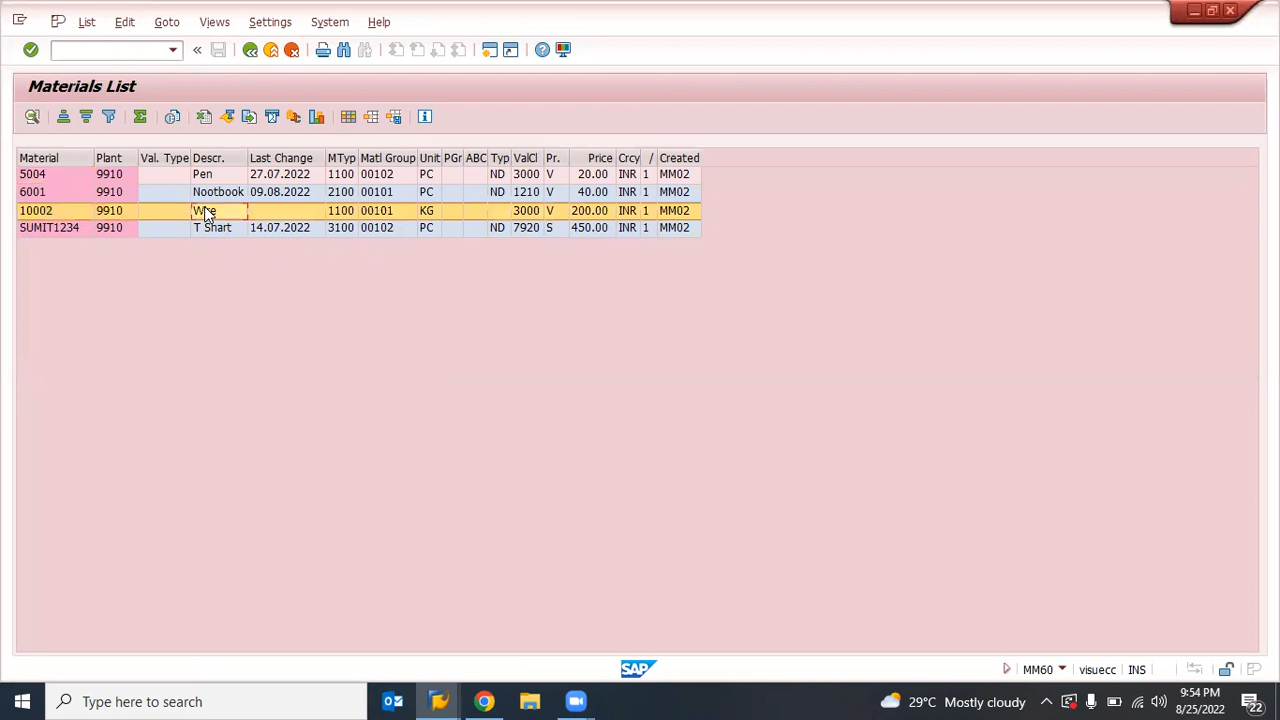 List Edit Goto Views Settings System Help
Materials List
Material Plant Val. Type Descr. Last Change MTyp Matl Group Unit PGr ABC Typ ValCl Pr. Price Crcy / Created
5004 9910 Pen 27.07.2022 1100 00102 PC ND 3000 V 20.00 INR 1 MM02
6001 9910 Nootbook 09.08.2022 2100 00101 PC ND 1210 V 40.00 INR 1 MM02
10002 9910 Wire 1100 00101 KG 3000 V 200.00 INR 1 MM02
SUMIT1234 9910 T Shart 14.07.2022 3100 00102 PC ND 7920 S 450.00 INR 1 MM02
SAP
MM60 visuecc INS
Type here to search
29°C Mostly cloudy
9:54 PM
8/25/2022
22